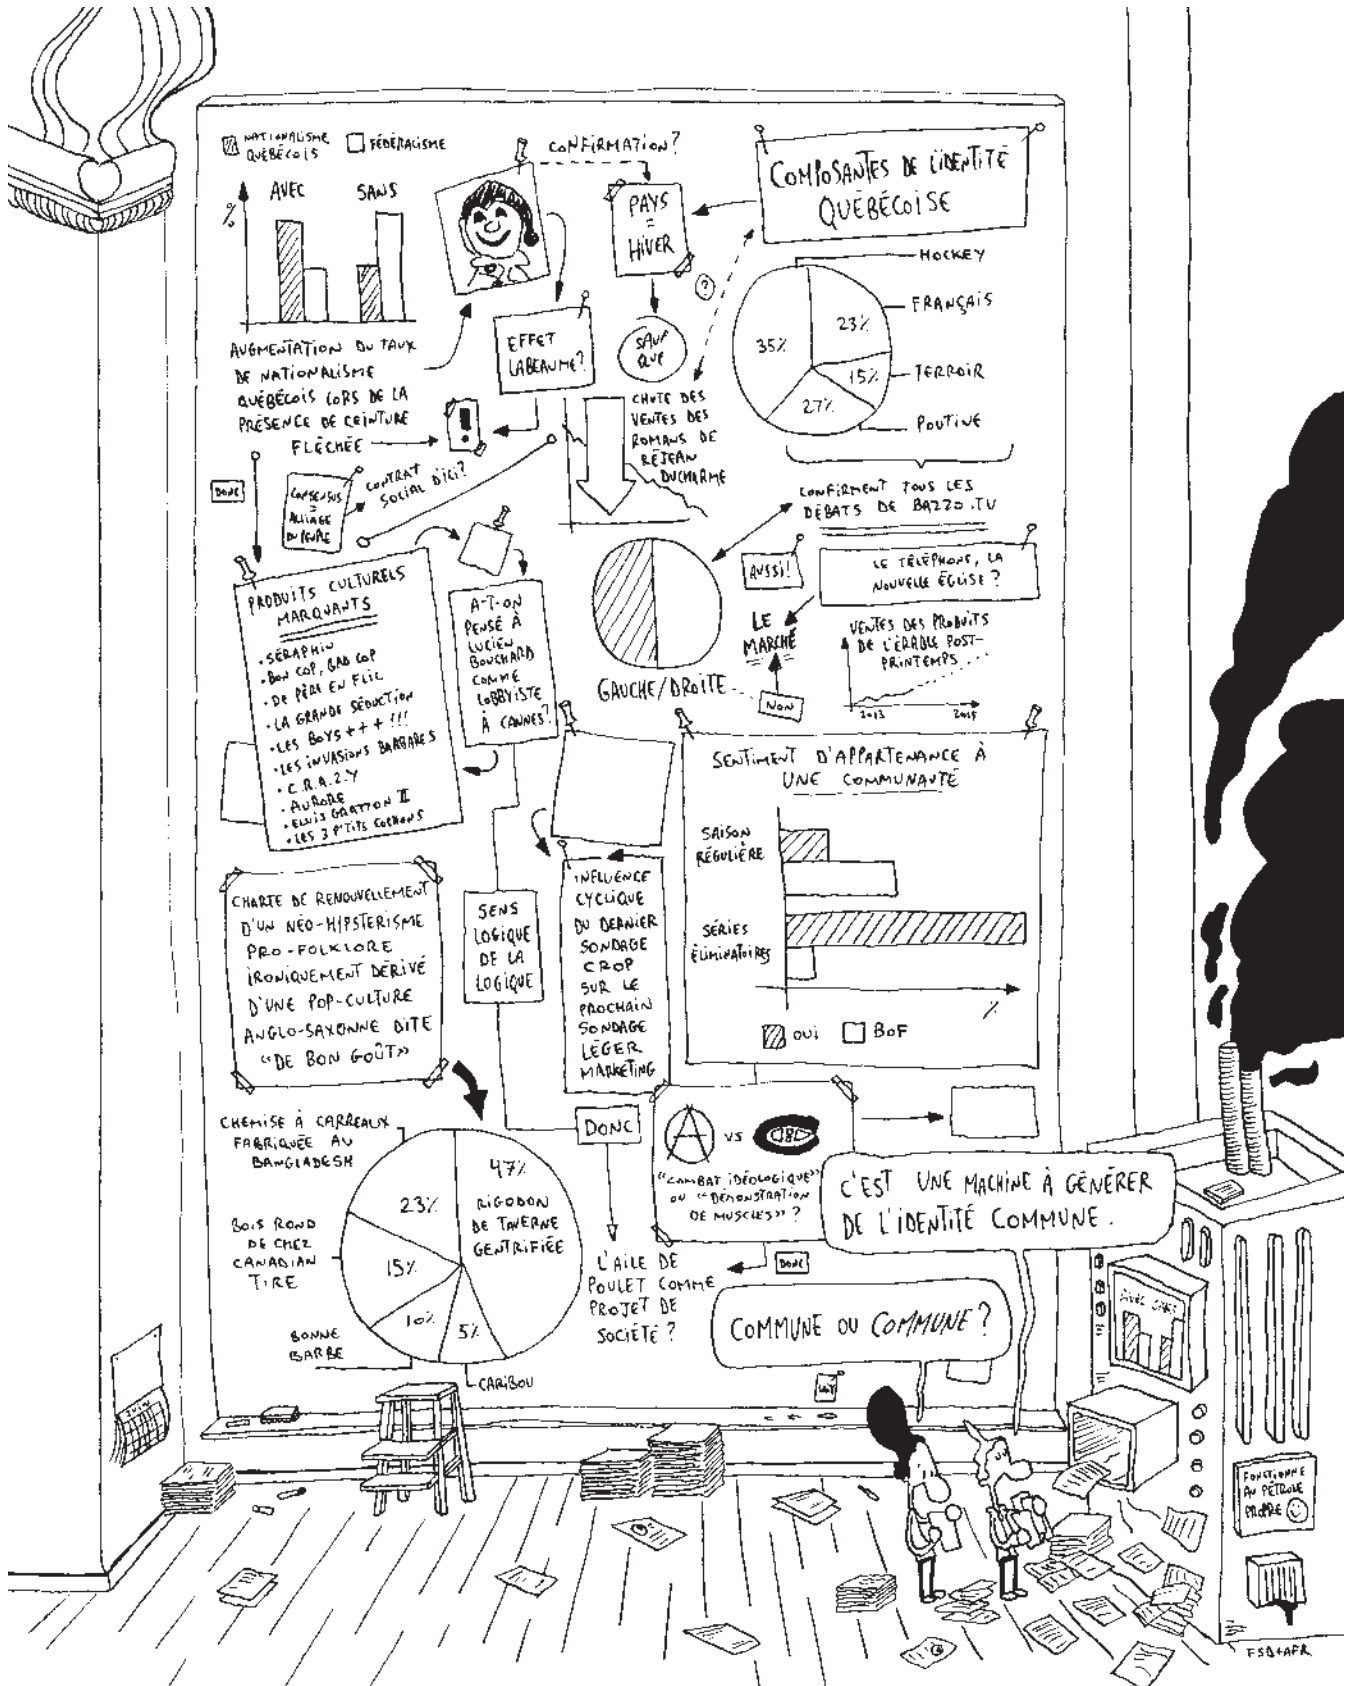 NATIONALISME
QUÉBÉCOIS
FÉDÉRALISME
AVEC
SANS
%
AUGMENTATION DU TAUX
DE NATIONALISME
QUÉBÉCOIS LORS DE LA
PRÉSENCE DE CEINTURE
FLÉCHÉE
CONFIRMATION?
PAYS
=
HIVER
?
SAUF
QUE
EFFET
LABEAUME?
!
CHUTE DES
VENTES DES
ROMANS DE
RÉJEAN
DUCHARME
COMPOSANTES DE L'IDENTITÉ
QUÉBÉCOISE
HOCKEY
FRANÇAIS
TERROIR
POUTINE
35%
23%
15%
27%
CONFIRMENT TOUS LES
DÉBATS DE BAZZO.TV
DONC
CONSENSUS
=
ALLIAGE
DU PEUPLE
CONTRAT
SOCIAL D'ICI?
PRODUITS CULTURELS
MARQUANTS
• SÉRAPHIN
• BON COP, BAD COP
• DE PÈRE EN FLIC
• LA GRANDE SÉDUCTION
• LES BOYS +++!!!
• LES INVASIONS BARBARES
• C.R.A.Z.Y
• AURORE
• ELVIS GRATTON II
• LES 3 P'TITS COCHONS
A-T-ON
PENSÉ À
LUCIEN
BOUCHARD
COMME
LOBBYISTE
À CANNES?
GAUCHE/DROITE
AUSSI!
LE TÉLÉPHONE, LA
NOUVELLE ÉGLISE?
LE
MARCHÉ
NON
VENTES DES PRODUITS
DE L'ÉRABLE POST-
PRINTEMPS
2013
2015
SENTIMENT D'APPARTENANCE À
UNE COMMUNAUTÉ
SAISON
RÉGULIÈRE
SÉRIES
ÉLIMINATOIRES
%
OUI
BOF
CHARTE DE RENOUVELLEMENT
D'UN NÉO-HIPSTERISME
PRO-FOLKLORE
IRONIQUEMENT DÉRIVÉ
D'UNE POP-CULTURE
ANGLO-SAXONNE DITE
«DE BON GOÛT»
SENS
LOGIQUE
DE LA
LOGIQUE
INFLUENCE
CYCLIQUE
DU DERNIER
SONDAGE
CROP
SUR LE
PROCHAIN
SONDAGE
LÉGER
MARKETING
CHEMISE À CARREAUX
FABRIQUÉE AU
BANGLADESH
BOIS ROND
DE CHEZ
CANADIAN
TIRE
BONNE
BARBE
CARIBOU
23%
15%
10%
5%
47%
RIGODON
DE TAVERNE
GENTRIFIÉE
DONC
A VS
"COMBAT IDÉOLOGIQUE"
OU "DÉMONSTRATION
DE MUSCLES"?
DONC
L'AILE DE
POULET COMME
PROJET DE
SOCIÉTÉ?
C'EST UNE MACHINE À GÉNÉRER
DE L'IDENTITÉ COMMUNE.
COMMUNE OU COMMUNE?
AVEC SANS
JUIN
FONCTIONNE
AU PÉTROLE
PROPRE
FSB+AFR